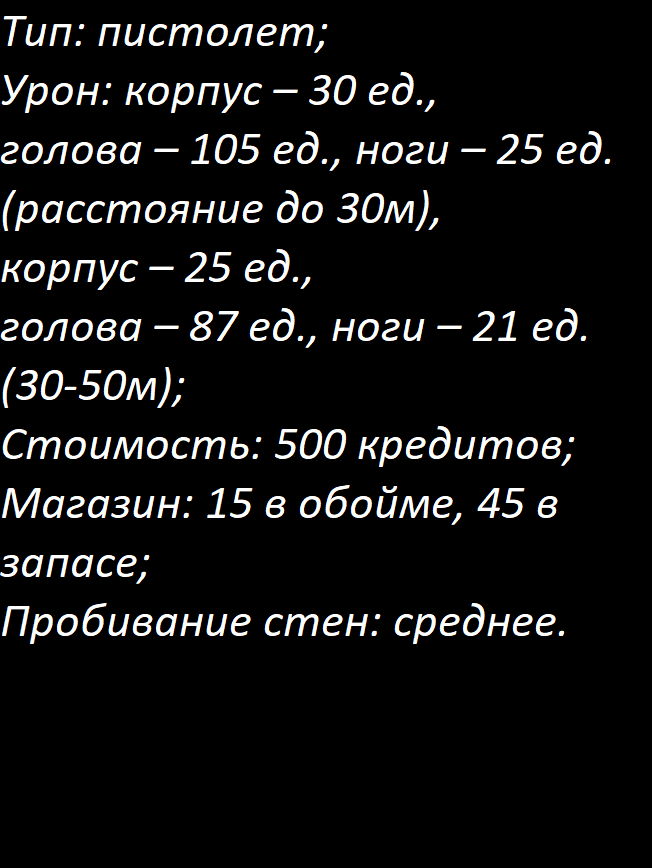 Тип: пистолет;
Урон: корпус – 30 ед.,
голова – 105 ед., ноги – 25 ед.
(расстояние до 30м),
корпус – 25 ед.,
голова – 87 ед., ноги – 21 ед.
(30-50м);
Стоимость: 500 кредитов;
Магазин: 15 в обойме, 45 в
запасе;
Пробивание стен: среднее.